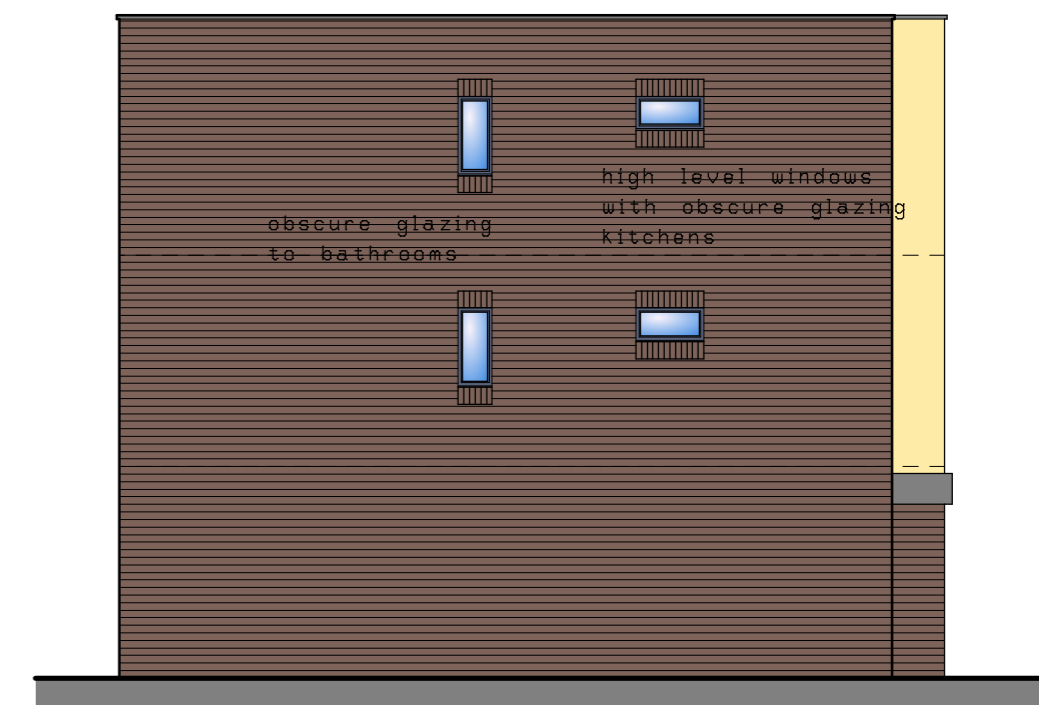 high level windows
with obscure glazing
kitchens
obscure glazing
to bathrooms